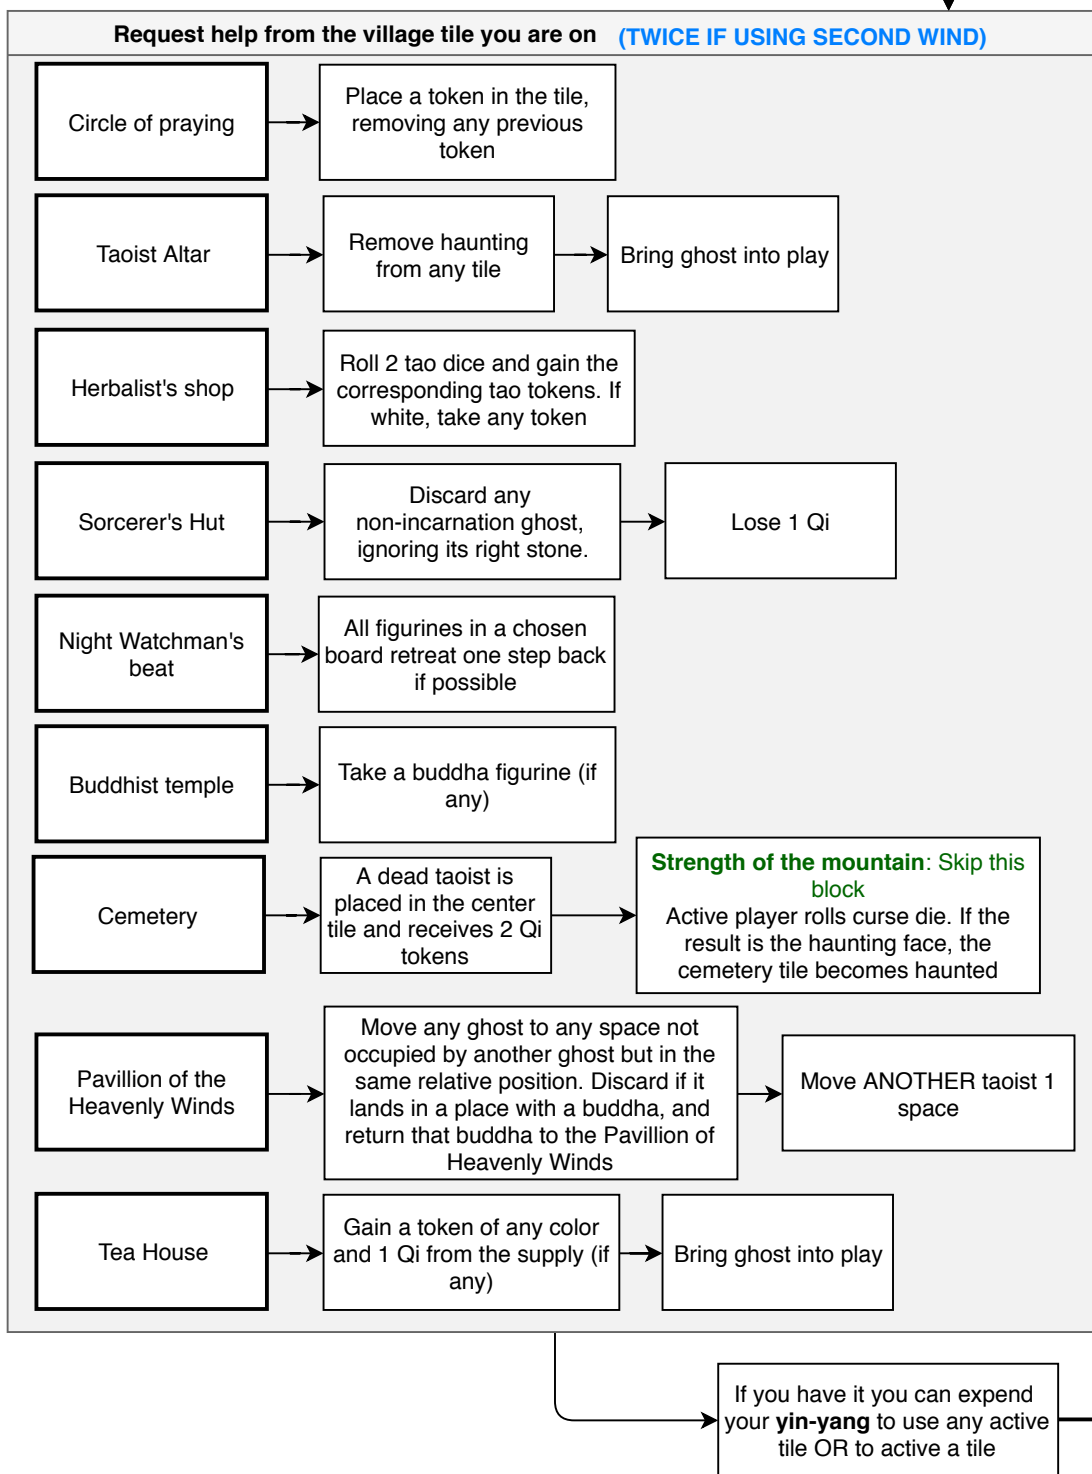 Request help from the village tile you are on (TWICE IF USING SECOND WIND)
Circle of praying
Place a token in the tile,
removing any previous
token
Taoist Altar
Remove haunting
from any tile
Bring ghost into play
Herbalist's shop
Roll 2 tao dice and gain the
corresponding tao tokens. If
white, take any token
Sorcerer's Hut
Discard any
non-incarnation ghost,
ignoring its right stone.
Lose 1 Qi
Night Watchman's
beat
All figurines in a chosen
board retreat one step back
if possible
Buddhist temple
Take a buddha figurine (if
any)
Cemetery
A dead taoist is
placed in the center
tile and receives 2 Qi
tokens
Strength of the mountain: Skip this
block
Active player rolls curse die. If the
result is the haunting face, the
cemetery tile becomes haunted
Pavillion of the
Heavenly Winds
Move any ghost to any space not
occupied by another ghost but in the
same relative position. Discard if it
lands in a place with a buddha, and
return that buddha to the Pavillion of
Heavenly Winds
Move ANOTHER taoist 1
space
Tea House
Gain a token of any color
and 1 Qi from the supply (if
any)
Bring ghost into play
If you have it you can expend
your yin-yang to use any active
tile OR to active a tile